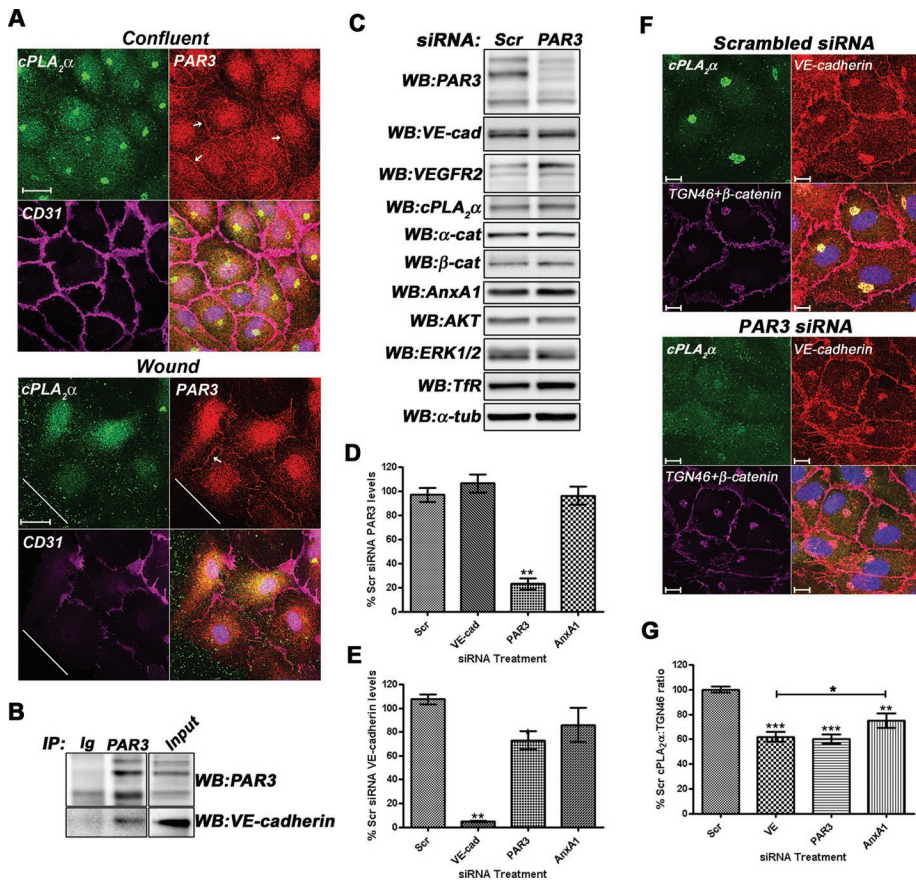 A
Confluent
cPLA₂α PAR3
CD31
Wound
cPLA₂α PAR3
CD31
B
IP: Ig PAR3 Input
WB:PAR3
WB:VE-cadherin
C
siRNA: Scr PAR3
WB:PAR3
WB:VE-cad
WB:VEGFR2
WB:cPLA₂α
WB:α-cat
WB:β-cat
WB:AnxA1
WB:AKT
WB:ERK1/2
WB:TfR
WB:α-tub
D
% Scr siRNA PAR3 levels
120
100
80
60
40
20
0
**
Scr VE-cad PAR3 AnxA1
siRNA Treatment
E
% Scr siRNA VE-cadherin levels
120
100
80
60
40
20
0
**
Scr VE-cad PAR3 AnxA1
siRNA Treatment
F
Scrambled siRNA
cPLA₂α VE-cadherin
TGN46+β-catenin
PAR3 siRNA
cPLA₂α VE-cadherin
TGN46+β-catenin
G
% Scr cPLA₂α:TGN46 ratio
120
100
80
60
40
20
0
*
*** *** **
Scr VE PAR3 AnxA1
siRNA Treatment